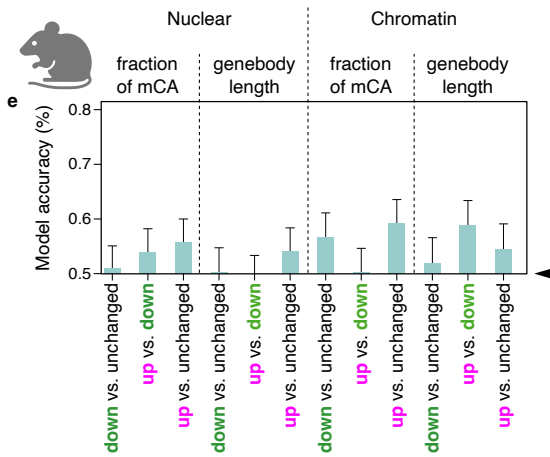 Nuclear
Chromatin
fraction
of mCA
genebody
length
fraction
of mCA
genebody
length
e
Model accuracy (%)
0.8
0.7
0.6
0.5
down vs. unchanged
up vs. down
up vs. unchanged
down vs. unchanged
up vs. down
up vs. unchanged
down vs. unchanged
up vs. down
up vs. unchanged
down vs. unchanged
up vs. down
up vs. unchanged